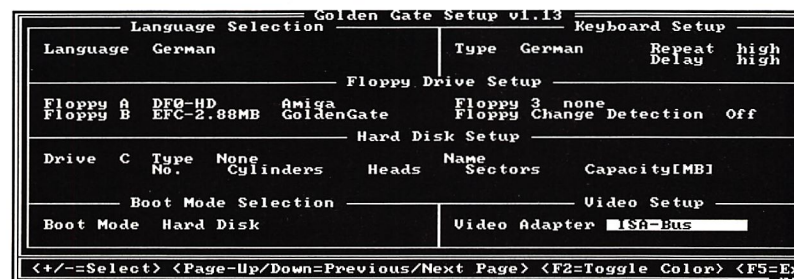 Golden Gate Setup v1.13
Language Selection Keyboard Setup
Language German Type German Repeat high
Delay high
Floppy Drive Setup
Floppy A DF0-HD Amiga Floppy 3 none
Floppy B EFC-2.88MB GoldenGate Floppy Change Detection Off
Hard Disk Setup
Drive C Type None Name
No. Cylinders Heads Sectors Capacity[MB]
Boot Mode Selection Video Setup
Boot Mode Hard Disk Video Adapter ISA-Bus
<+/-=Select> <Page-Up/Down=Previous/Next Page> <F2=Toggle Color> <F5=E